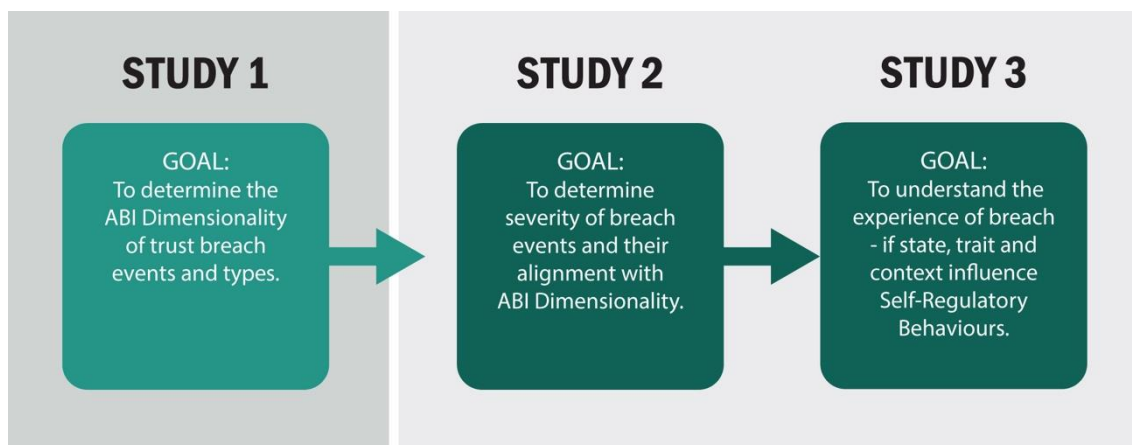 STUDY 1
GOAL:
To determine the
ABI Dimensionality
of trust breach
events and types.
STUDY 2
GOAL:
To determine
severity of breach
events and their
alignment with
ABI Dimensionality.
STUDY 3
GOAL:
To understand the
experience of breach
- if state, trait and
context influence
Self-Regulatory
Behaviours.